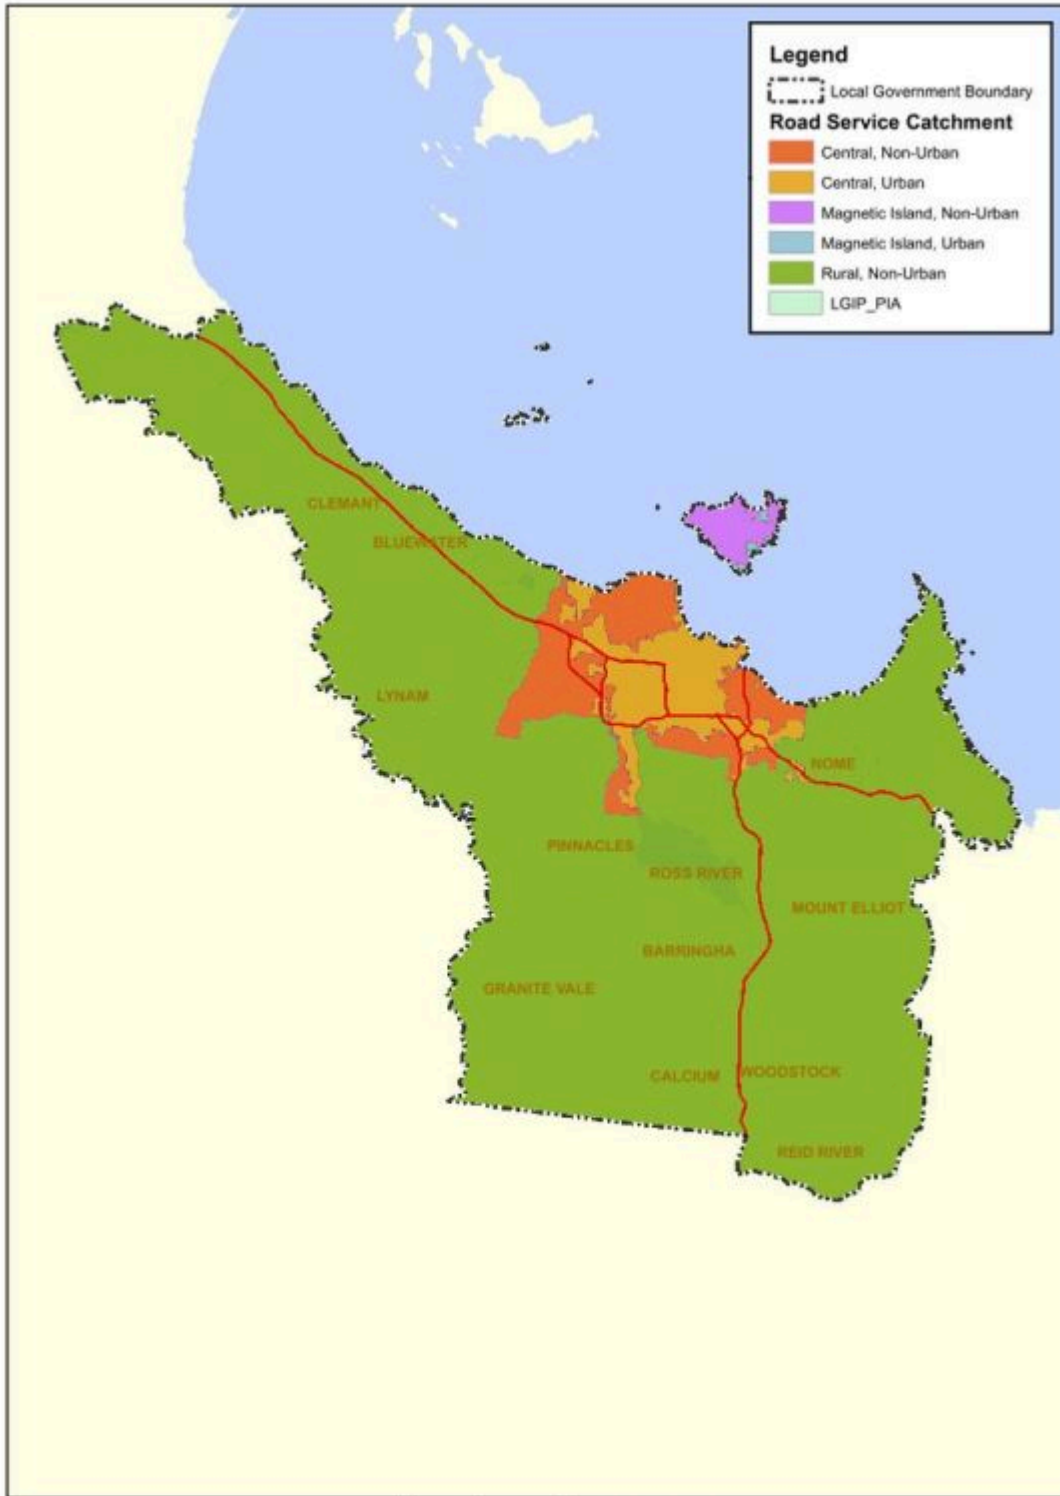 Legend
Local Government Boundary
Road Service Catchment
Central, Non-Urban
Central, Urban
Magnetic Island, Non-Urban
Magnetic Island, Urban
Rural, Non-Urban
LGIP_PIA
CLEMANT
BLUEWATER
LYNAM
NOME
PINNACLES
ROSS RIVER
MOUNT ELLIOT
BARRINGHA
GRANITE VALE
CALCIUM
WOODSTOCK
REID RIVER